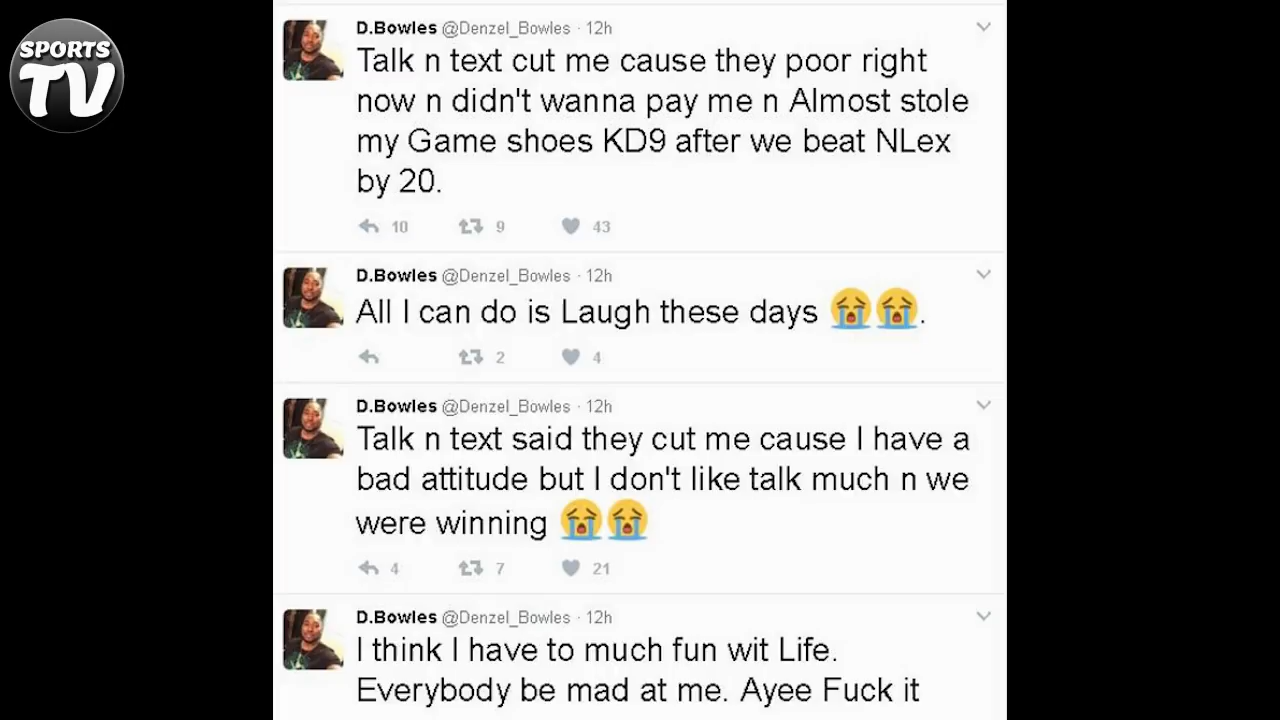 SPORTS
TV
D.Bowles @Denzel_Bowles · 12h
Talk n text cut me cause they poor right
now n didn't wanna pay me n Almost stole
my Game shoes KD9 after we beat NLex
by 20.
10 9 43
D.Bowles @Denzel_Bowles · 12h
All I can do is Laugh these days 😭😭.
2 4
D.Bowles @Denzel_Bowles · 12h
Talk n text said they cut me cause I have a
bad attitude but I don't like talk much n we
were winning 😭😭
4 7 21
D.Bowles @Denzel_Bowles · 12h
I think I have to much fun wit Life.
Everybody be mad at me. Ayee Fuck it